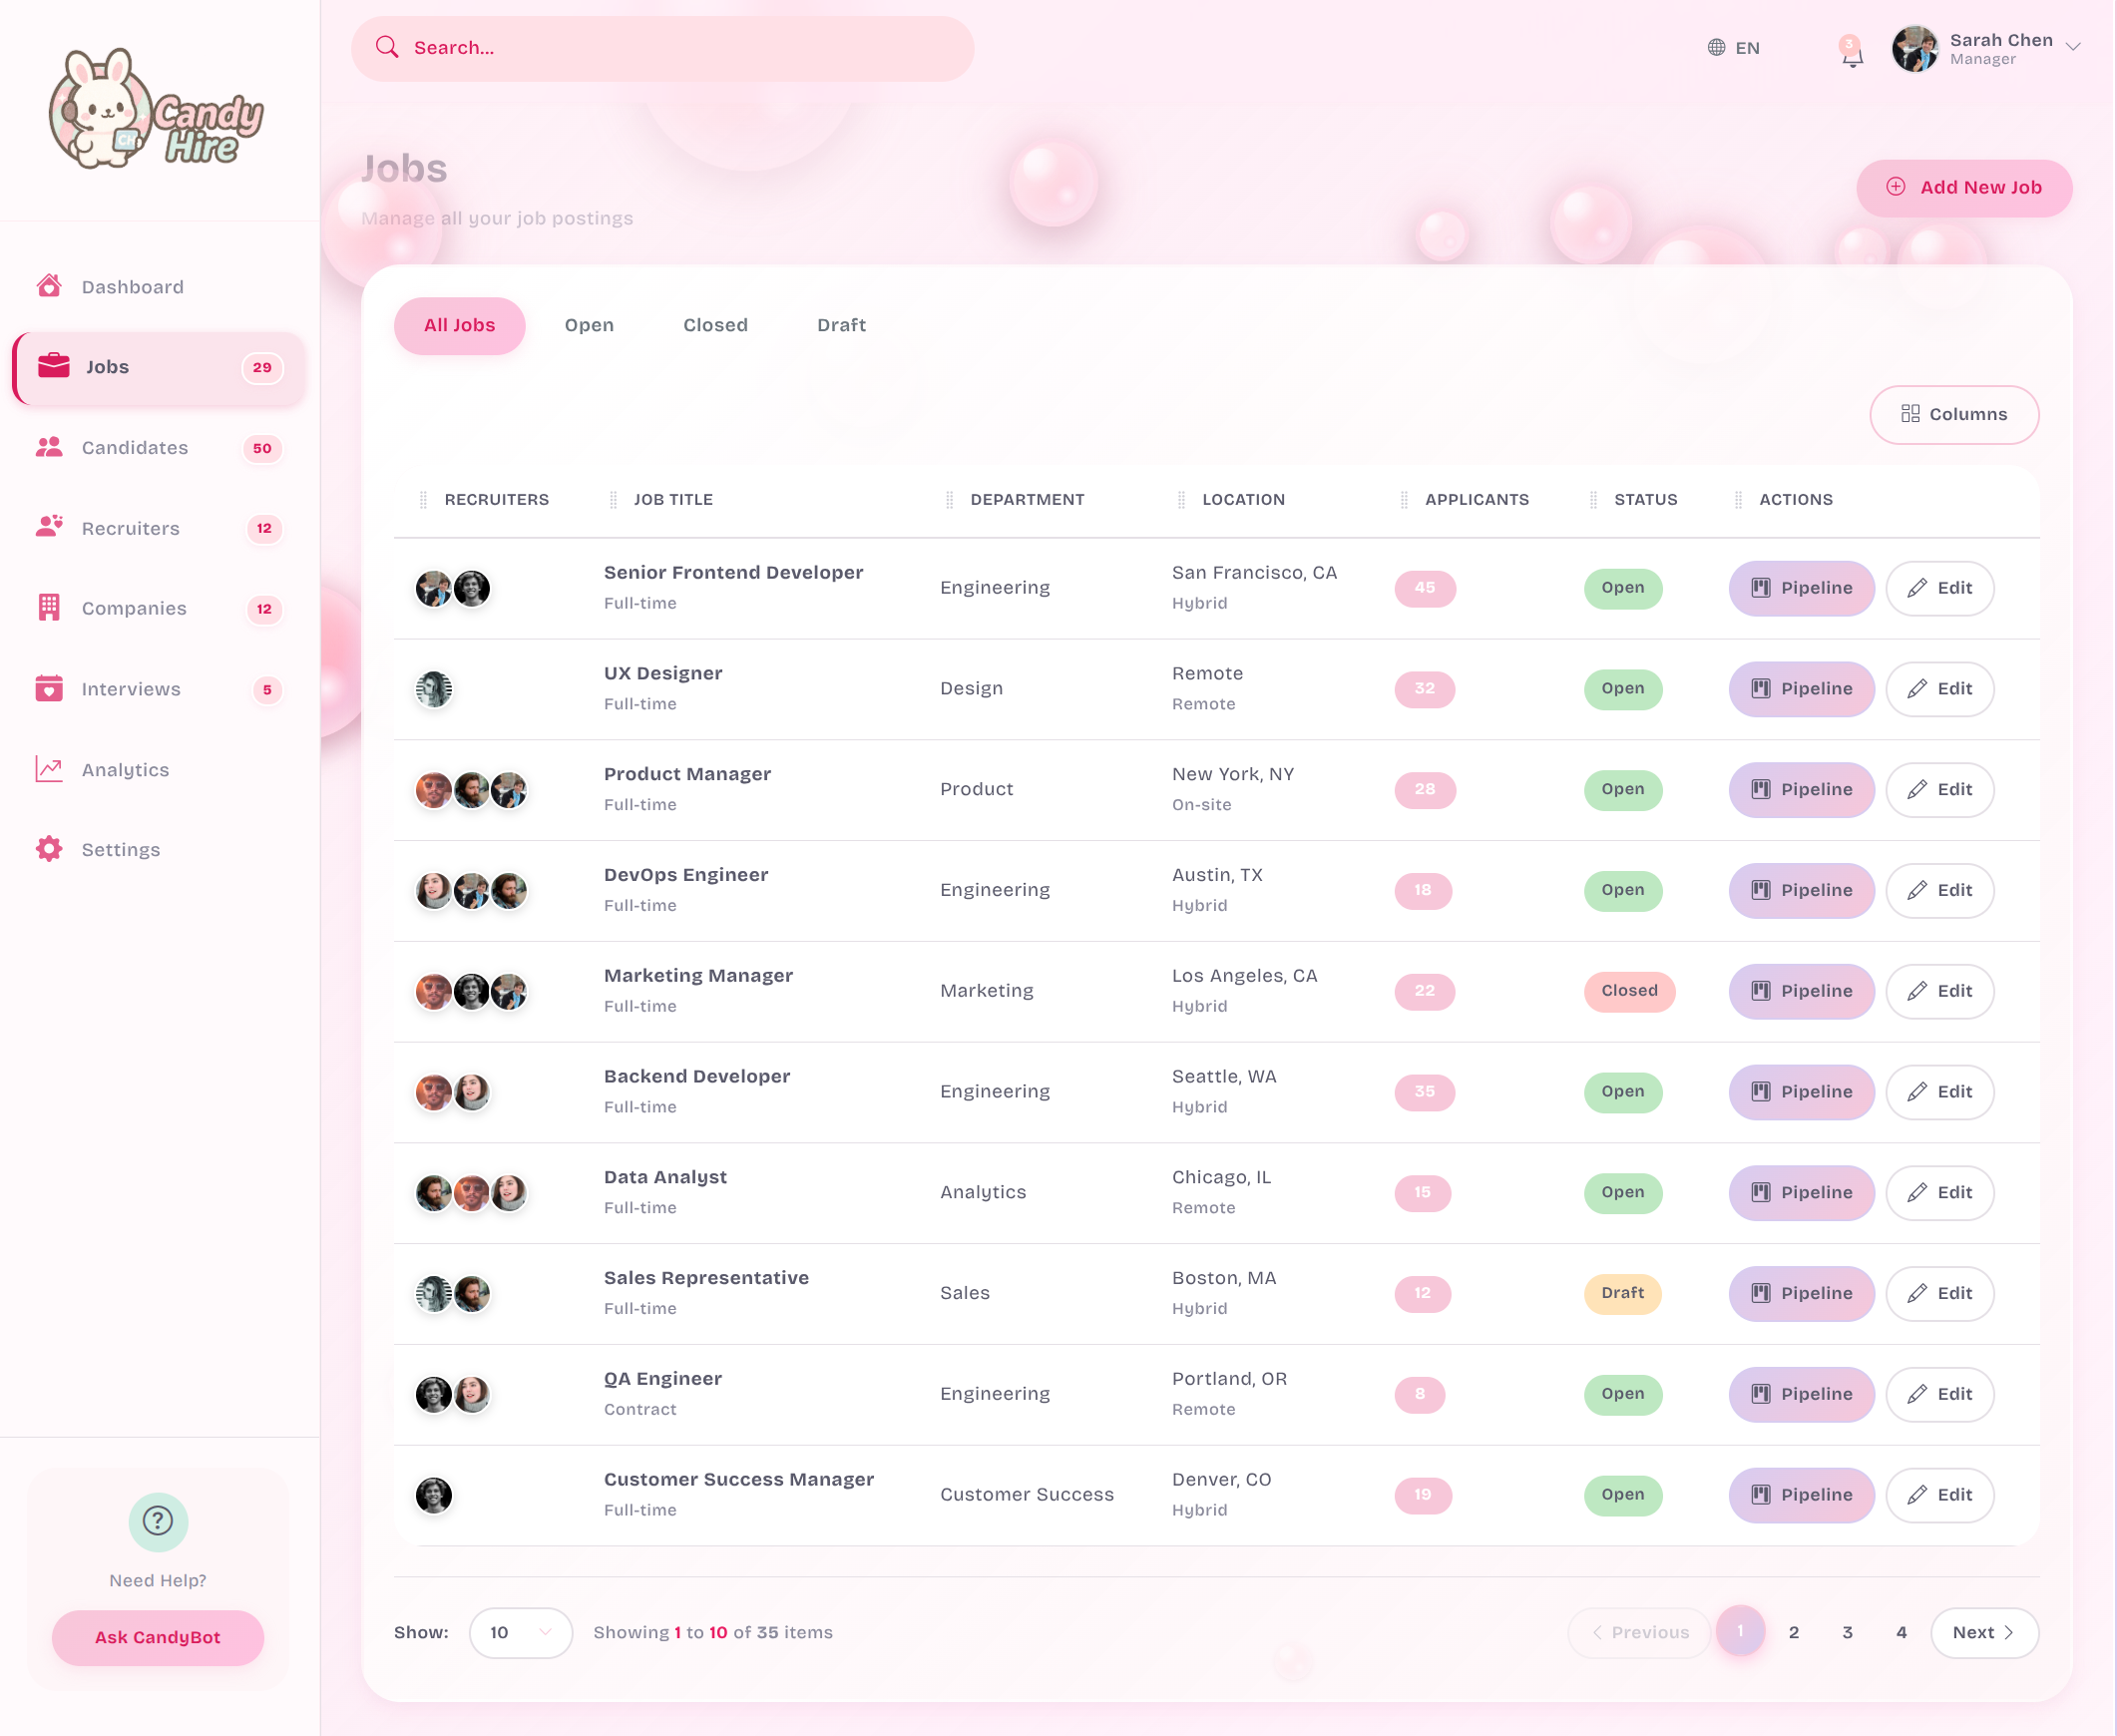 Candy
Hire
CH
Search...
EN
3
Sarah Chen
Manager
Dashboard
Jobs 29
Candidates 50
Recruiters 12
Companies 12
Interviews 5
Analytics
Settings
Need Help?
Ask CandyBot
Jobs
Manage all your job postings
Add New Job
All Jobs Open Closed Draft
Columns
RECRUITERS JOB TITLE DEPARTMENT LOCATION APPLICANTS STATUS ACTIONS
Senior Frontend Developer
Full-time
Engineering
San Francisco, CA
Hybrid
45
Open
Pipeline
Edit
UX Designer
Full-time
Design
Remote
Remote
32
Open
Pipeline
Edit
Product Manager
Full-time
Product
New York, NY
On-site
28
Open
Pipeline
Edit
DevOps Engineer
Full-time
Engineering
Austin, TX
Hybrid
18
Open
Pipeline
Edit
Marketing Manager
Full-time
Marketing
Los Angeles, CA
Hybrid
22
Closed
Pipeline
Edit
Backend Developer
Full-time
Engineering
Seattle, WA
Hybrid
35
Open
Pipeline
Edit
Data Analyst
Full-time
Analytics
Chicago, IL
Remote
15
Open
Pipeline
Edit
Sales Representative
Full-time
Sales
Boston, MA
Hybrid
12
Draft
Pipeline
Edit
QA Engineer
Contract
Engineering
Portland, OR
Remote
8
Open
Pipeline
Edit
Customer Success Manager
Full-time
Customer Success
Denver, CO
Hybrid
19
Open
Pipeline
Edit
Show: 10 Showing 1 to 10 of 35 items
Previous 1 2 3 4 Next